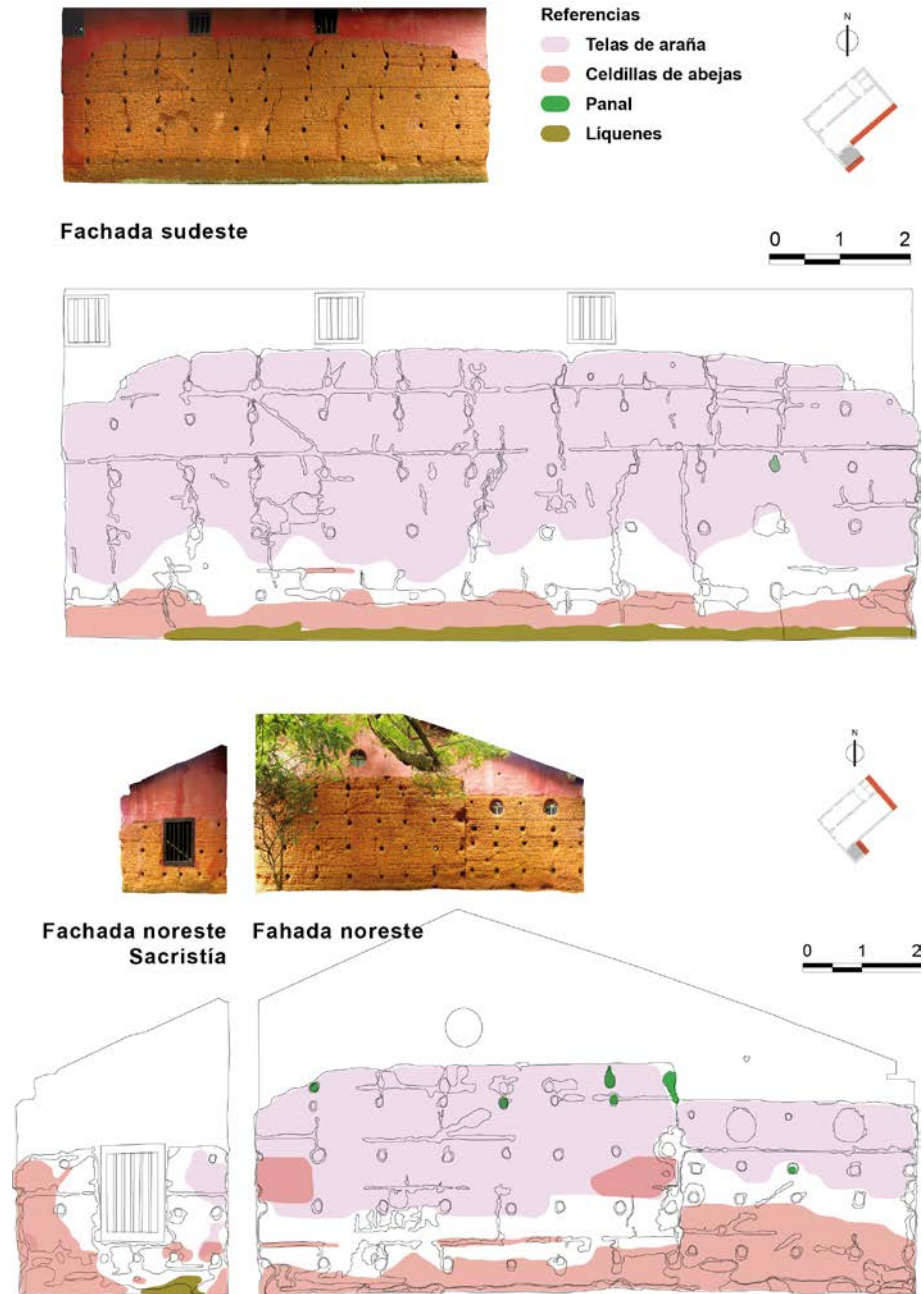 Referencias
Telas de araña
Celdillas de abejas
Panal
Líquenes
N
Fachada sudeste
0 1 2
N
Fachada noreste
Sacristía
Fahada noreste
0 1 2